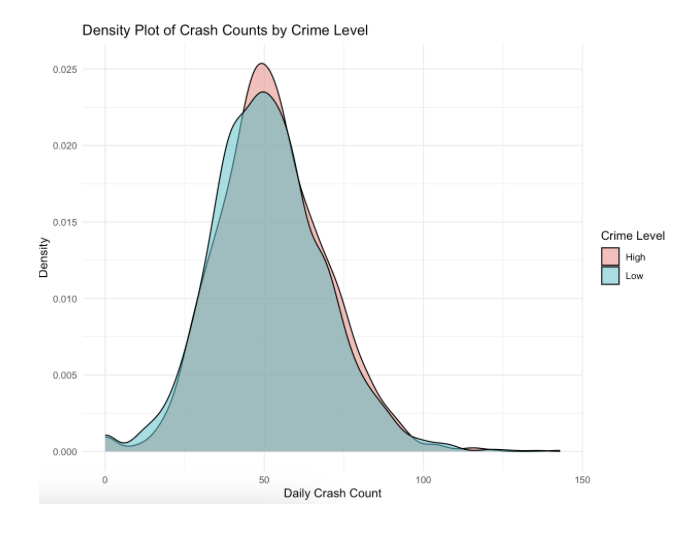 Density Plot of Crash Counts by Crime Level
0.025
0.020
0.015
0.010
0.005
0.000
Density
0
50
100
150
Daily Crash Count
Crime Level
High
Low